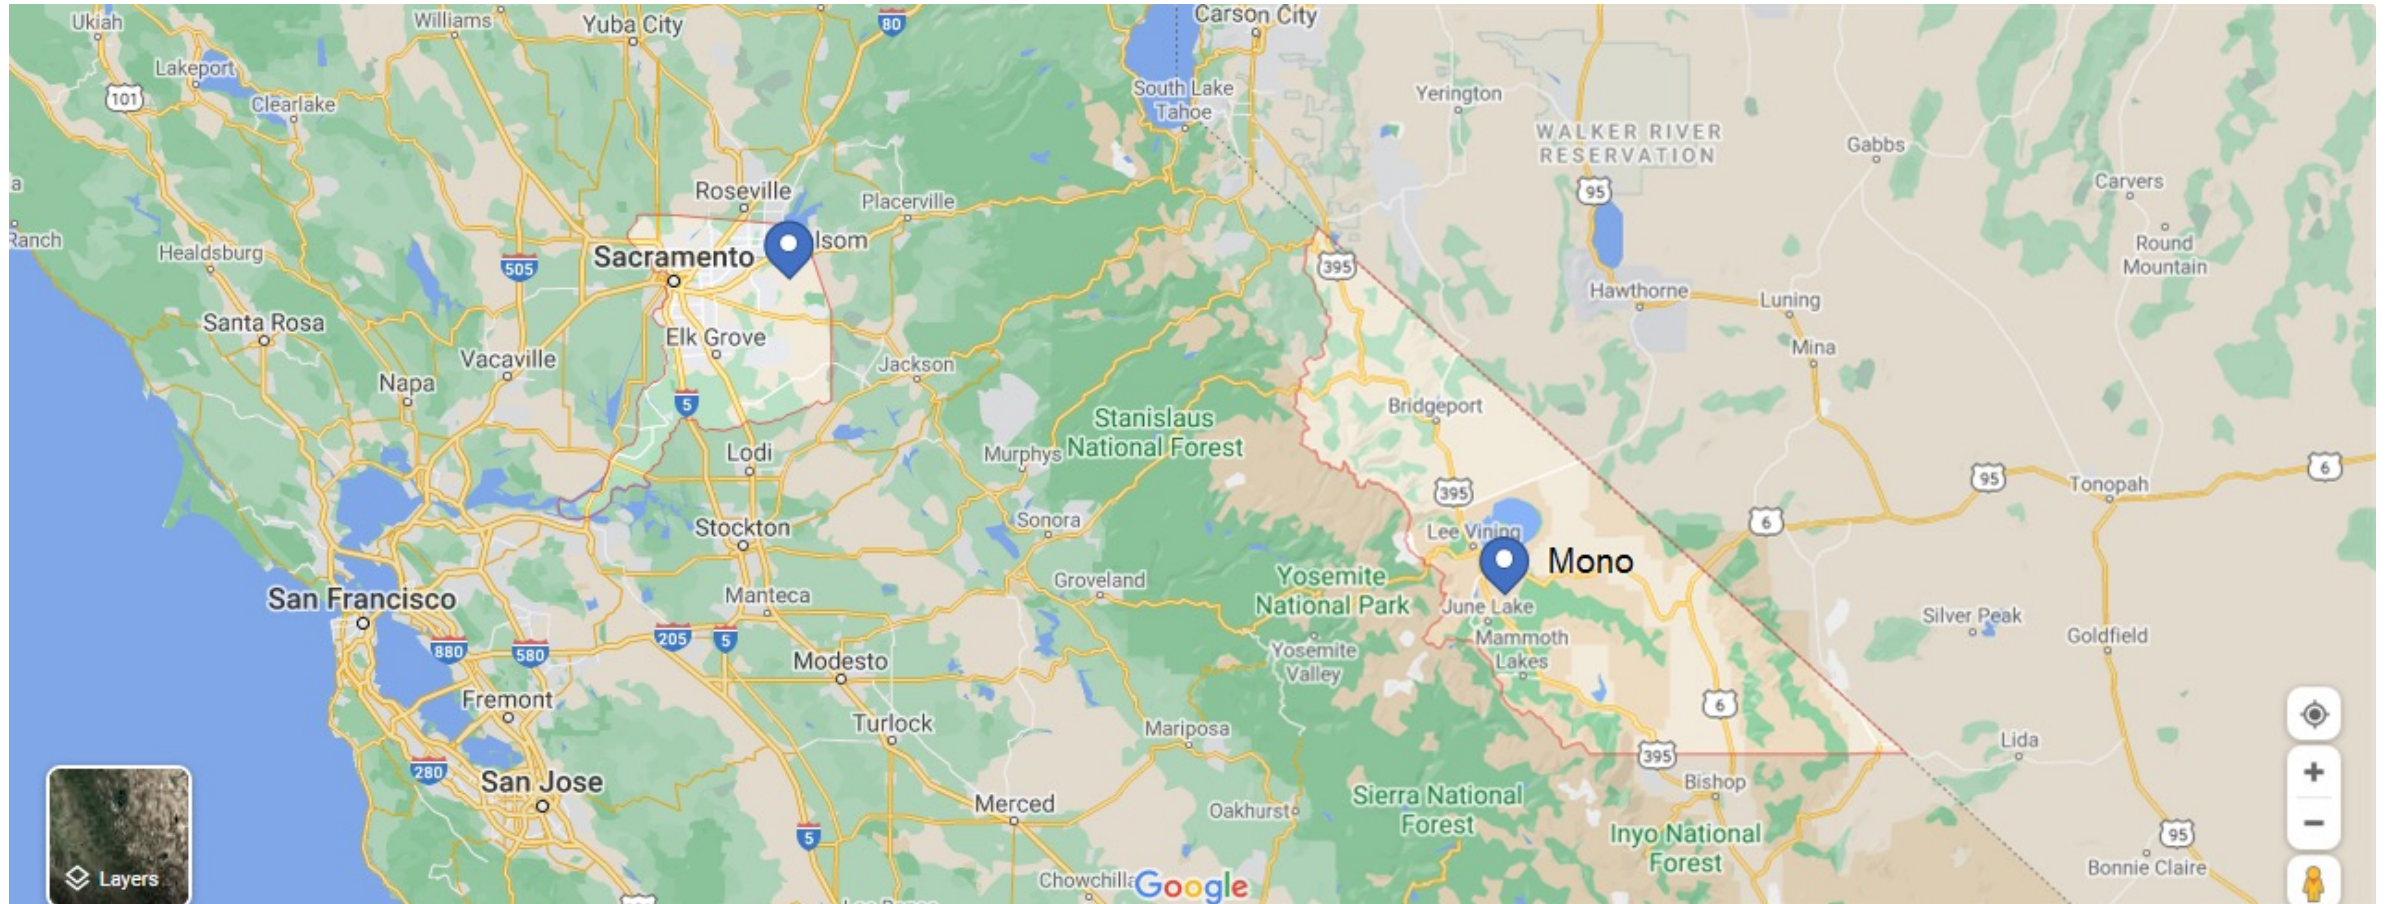 Ukiah
Williams
Yuba City
80
Carson City
Lakeport
101
Clearlake
South Lake
Tahoe
Yerington
WALKER RIVER
RESERVATION
Gabbs
a
Roseville
Placerville
95
Carvers
Ranch
Healdsburg
505
Sacramento
lsom
395
Round
Mountain
Hawthorne
Luning
Santa Rosa
Elk Grove
Vacaville
Jackson
Mina
Napa
5
Bridgeport
Stanislaus
National Forest
Murphys
Lodi
395
95
6
Tonopah
Stockton
Sonora
Lee Vining
6
Mono
San Francisco
Manteca
Groveland
Yosemite
National Park
June Lake
Silver Peak
Goldfield
880
580
205
5
Modesto
Yosemite
Valley
Mammoth
Lakes
Fremont
Turlock
Mariposa
6
280
San Jose
395
Lida
Bishop
Merced
Oakhurst
Sierra National
Forest
Inyo National
Forest
5
95
Bonnie Claire
Layers
Chowchilla
Google